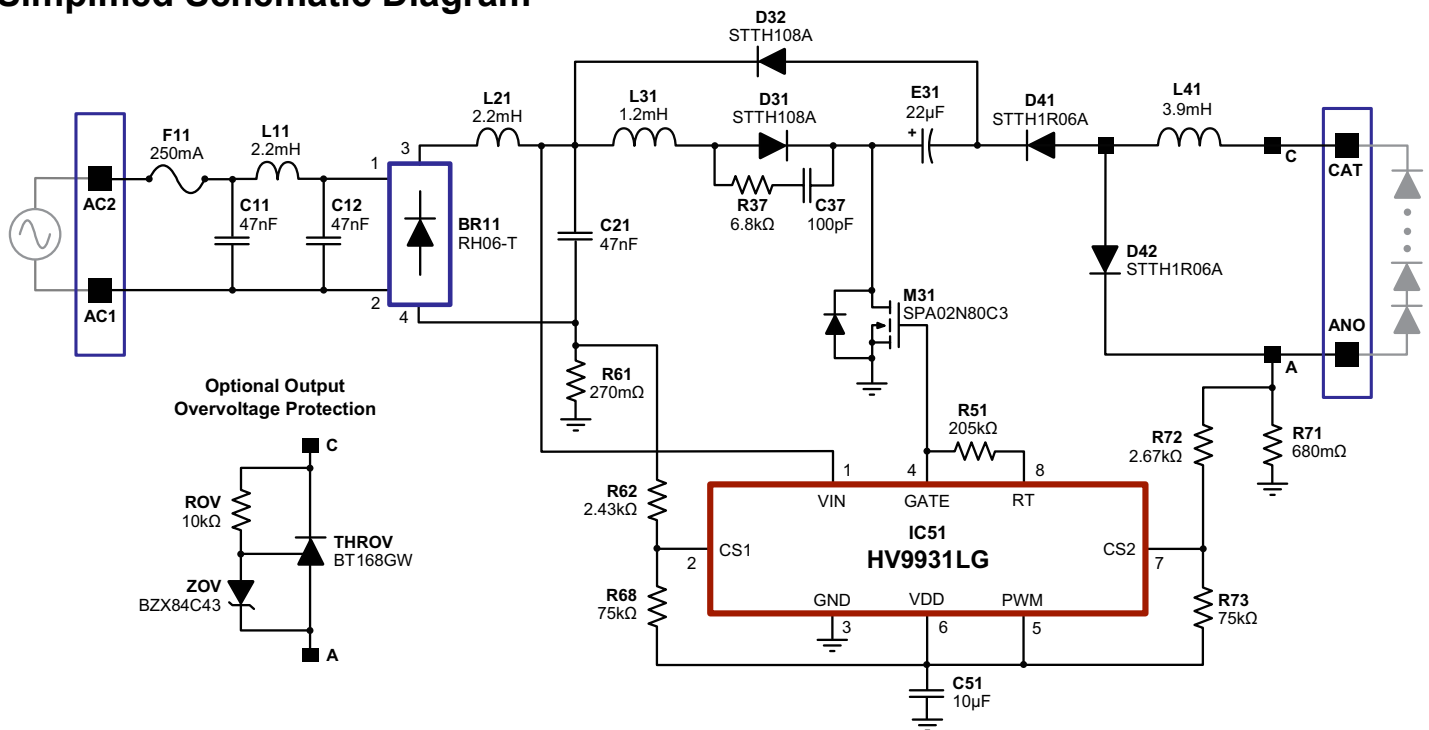 Simplified Schematic Diagram
D32
STTH108A
L21
2.2mH
L31
1.2mH
D31
STTH108A
E31
22µF
+
D41
STTH1R06A
L41
3.9mH
F11
250mA
L11
2.2mH
1
3
AC2
C11
47nF
C12
47nF
BR11
RH06-T
C21
47nF
R37
6.8kΩ
C37
100pF
C
CAT
D42
STTH1R06A
AC1
2
4
M31
SPA02N80C3
ANO
A
R61
270mΩ
Optional Output
Overvoltage Protection
R51
205kΩ
R72
2.67kΩ
R71
680mΩ
C
1
4
8
R62
2.43kΩ
VIN
GATE
RT
ROV
10kΩ
IC51
HV9931LG
THROV
BT168GW
CS1
CS2
2
7
ZOV
BZX84C43
R68
75kΩ
GND
VDD
PWM
R73
75kΩ
3
6
5
A
C51
10µF